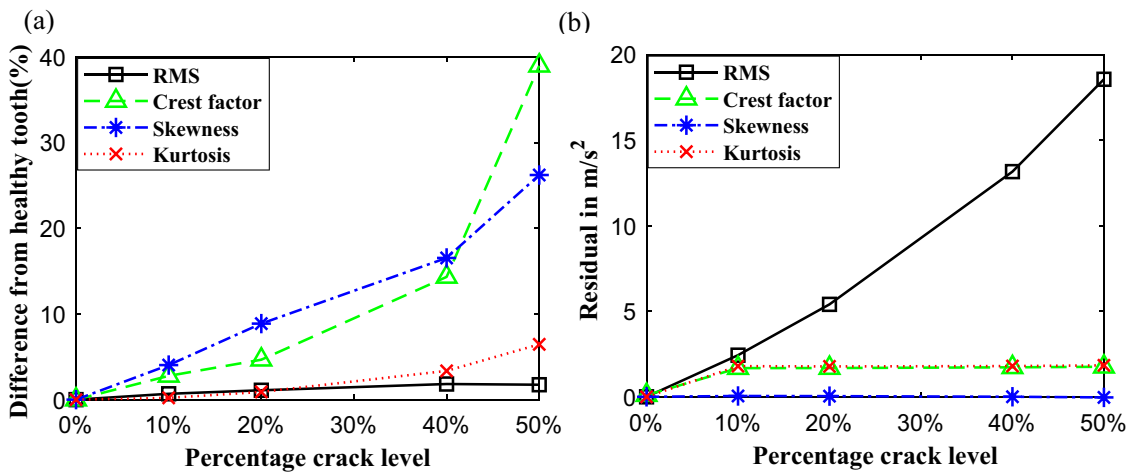 (a)
Difference from healthy tooth(%)
40
30
20
10
0
RMS
Crest factor
Skewness
Kurtosis
0% 10% 20% 40% 50%
Percentage crack level
(b)
Residual in m/s²
20
15
10
5
0
RMS
Crest factor
Skewness
Kurtosis
0% 10% 20% 40% 50%
Percentage crack level